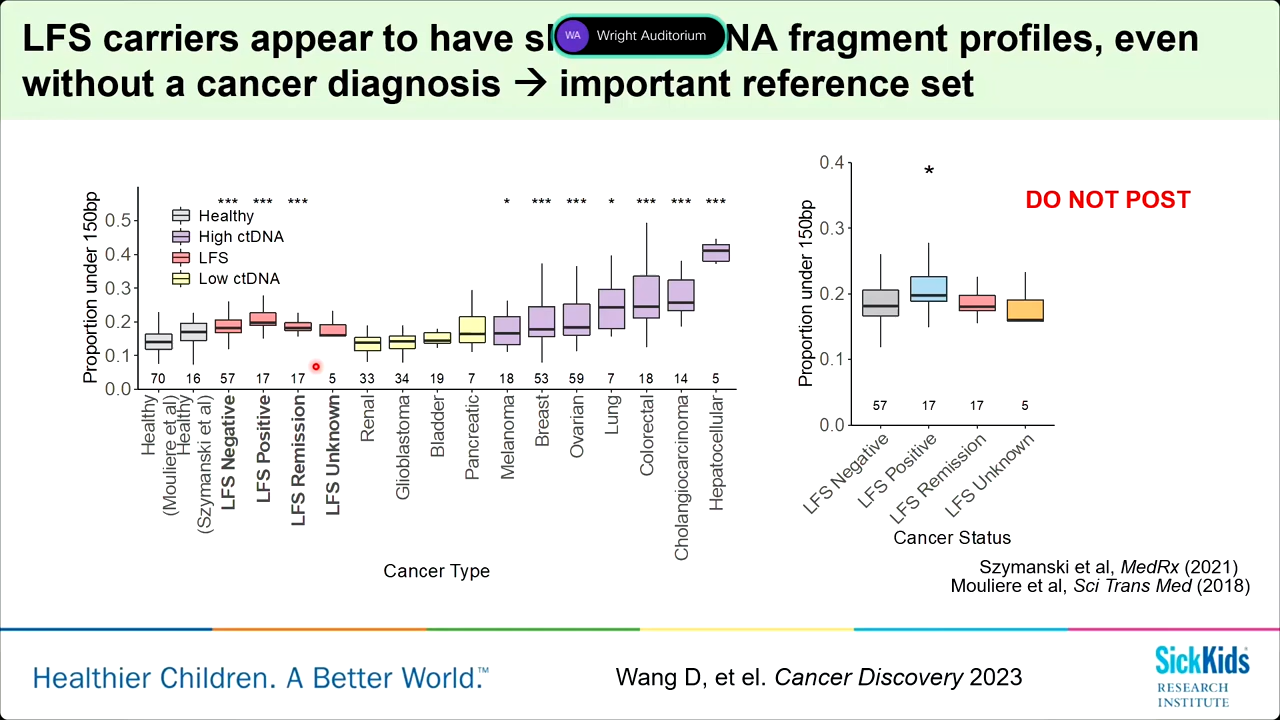 LFS carriers appear to have NA fragment profiles, even
without a cancer diagnosis → important reference set
WA Wright Auditorium
Proportion under 150bp
0.5
0.4
0.3
0.2
0.1
0.0
Healthy
High ctDNA
LFS
Low ctDNA
*** *** *** * *** *** * *** *** ***
70 16 57 17 17 5 33 34 19 7 18 53 59 7 18 14 5
Healthy
(Mouliere et al)
Healthy
(Szymanski et al)
LFS Negative
LFS Positive
LFS Remission
LFS Unknown
Renal
Glioblastoma
Bladder
Pancreatic
Melanoma
Breast
Ovarian
Lung
Colorectal
Cholangiocarcinoma
Hepatocellular
Cancer Type
Proportion under 150bp
0.4
0.3
0.2
0.1
0.0
*
57 17 17 5
LFS Negative
LFS Positive
LFS Remission
LFS Unknown
Cancer Status
DO NOT POST
Szymanski et al, MedRx (2021)
Mouliere et al, Sci Trans Med (2018)
Healthier Children. A Better World.™
Wang D, et el. Cancer Discovery 2023
SickKids
RESEARCH
INSTITUTE